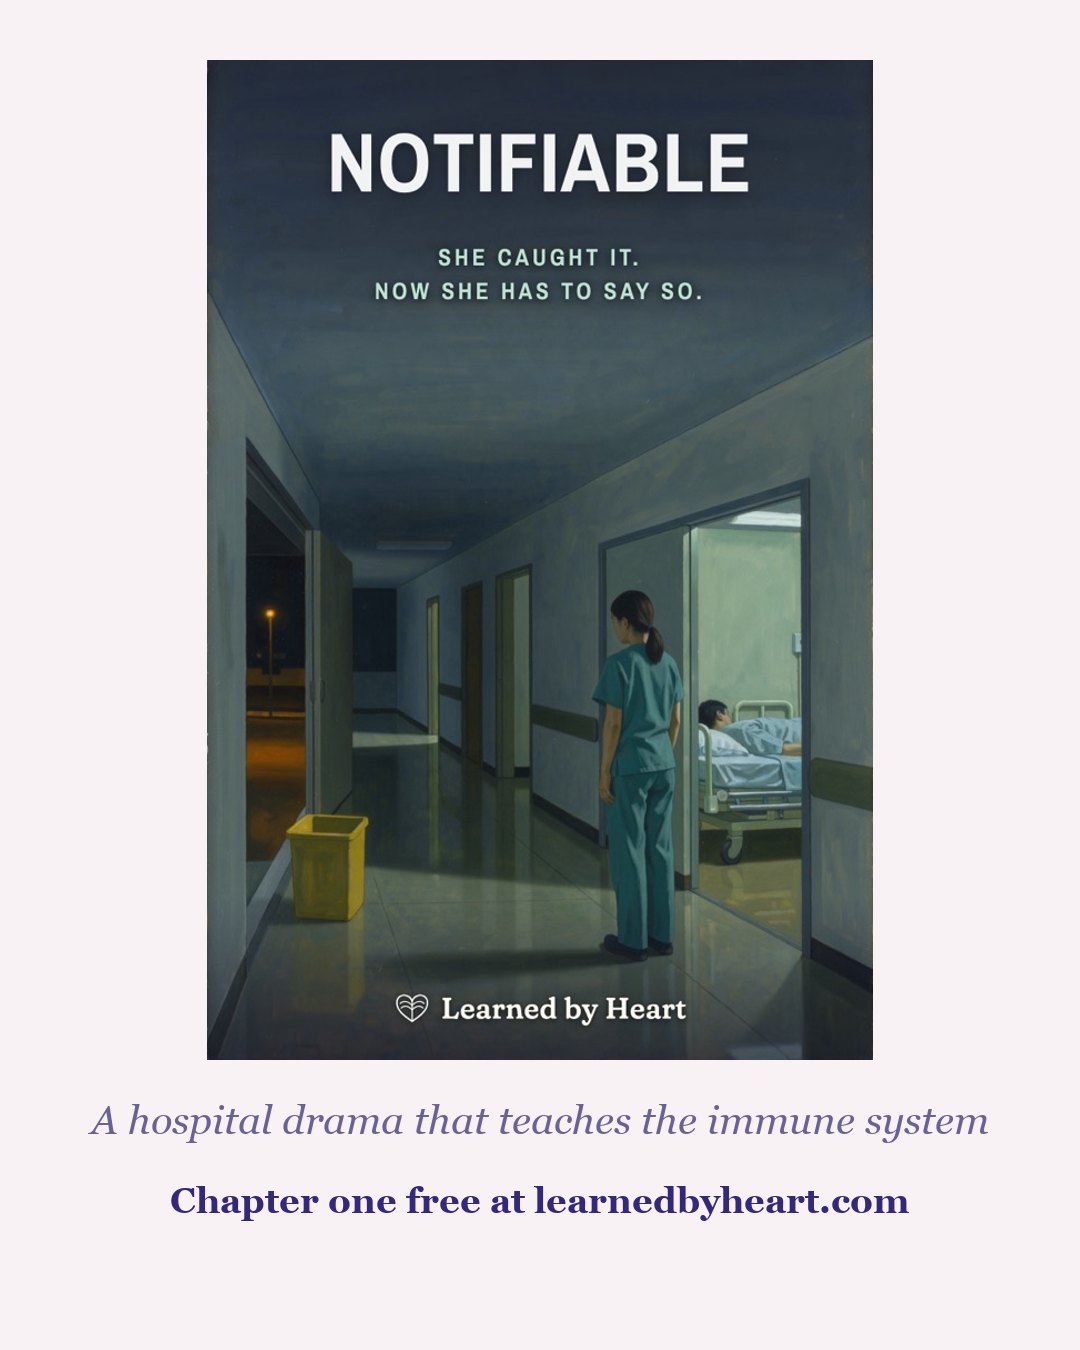 NOTIFIABLE
SHE CAUGHT IT.
NOW SHE HAS TO SAY SO.
Learned by Heart
A hospital drama that teaches the immune system
Chapter one free at learnedbyheart.com